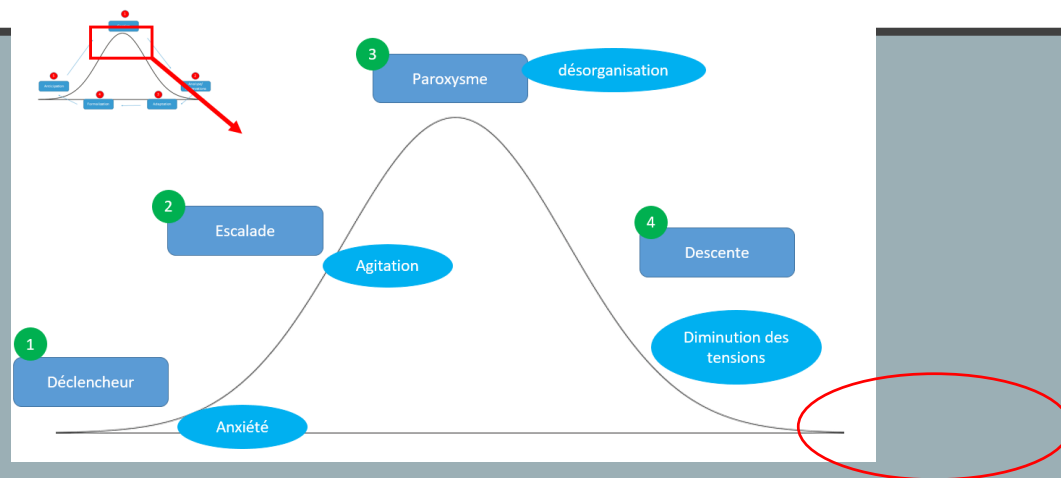 3
Paroxysme
désorganisation
2
Escalade
Agitation
4
Descente
Diminution des
tensions
1
Déclencheur
Anxiété